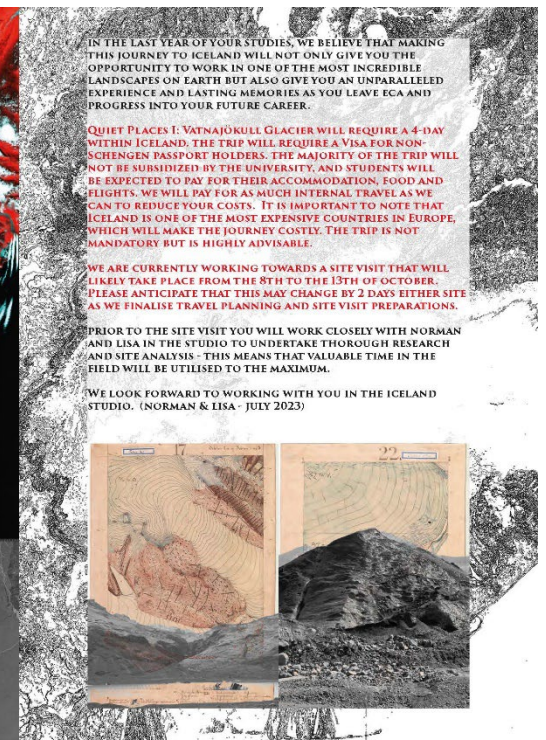 IN THE LAST YEAR OF YOUR STUDIES, WE BELIEVE THAT MAKING
THIS JOURNEY TO ICELAND WILL NOT ONLY GIVE YOU THE
OPPORTUNITY TO WORK IN ONE OF THE MOST INCREDIBLE
LANDSCAPES ON EARTH BUT ALSO GIVE YOU AN UNPARALLELED
EXPERIENCE AND LASTING MEMORIES AS YOU LEAVE ECA AND
PROGRESS INTO YOUR FUTURE CAREER.
QUIET PLACES I: VATNAJÖKULL GLACIER WILL REQUIRE A 4-DAY
WITHIN ICELAND. THE TRIP WILL REQUIRE A VISA FOR NON-
SCHENGEN PASSPORT HOLDERS. THE MAJORITY OF THE TRIP WILL
NOT BE SUBSIDIZED BY THE UNIVERSITY, AND STUDENTS WILL
BE EXPECTED TO PAY FOR THEIR ACCOMMODATION, FOOD AND
FLIGHTS. WE WILL PAY FOR AS MUCH INTERNAL TRAVEL AS WE
CAN TO REDUCE YOUR COSTS. IT IS IMPORTANT TO NOTE THAT
ICELAND IS ONE OF THE MOST EXPENSIVE COUNTRIES IN EUROPE,
WHICH WILL MAKE THE JOURNEY COSTLY. THE TRIP IS NOT
MANDATORY BUT IS HIGHLY ADVISABLE.
WE ARE CURRENTLY WORKING TOWARDS A SITE VISIT THAT WILL
LIKELY TAKE PLACE FROM THE 8TH TO THE 13TH OF OCTOBER.
PLEASE ANTICIPATE THAT THIS MAY CHANGE BY 2 DAYS EITHER SITE
AS WE FINALISE TRAVEL PLANNING AND SITE VISIT PREPARATIONS.
PRIOR TO THE SITE VISIT YOU WILL WORK CLOSELY WITH NORMAN
AND LISA IN THE STUDIO TO UNDERTAKE THOROUGH RESEARCH
AND SITE ANALYSIS - THIS MEANS THAT VALUABLE TIME IN THE
FIELD WILL BE UTILISED TO THE MAXIMUM.
WE LOOK FORWARD TO WORKING WITH YOU IN THE ICELAND
STUDIO. (NORMAN & LISA - JULY 2023)
22